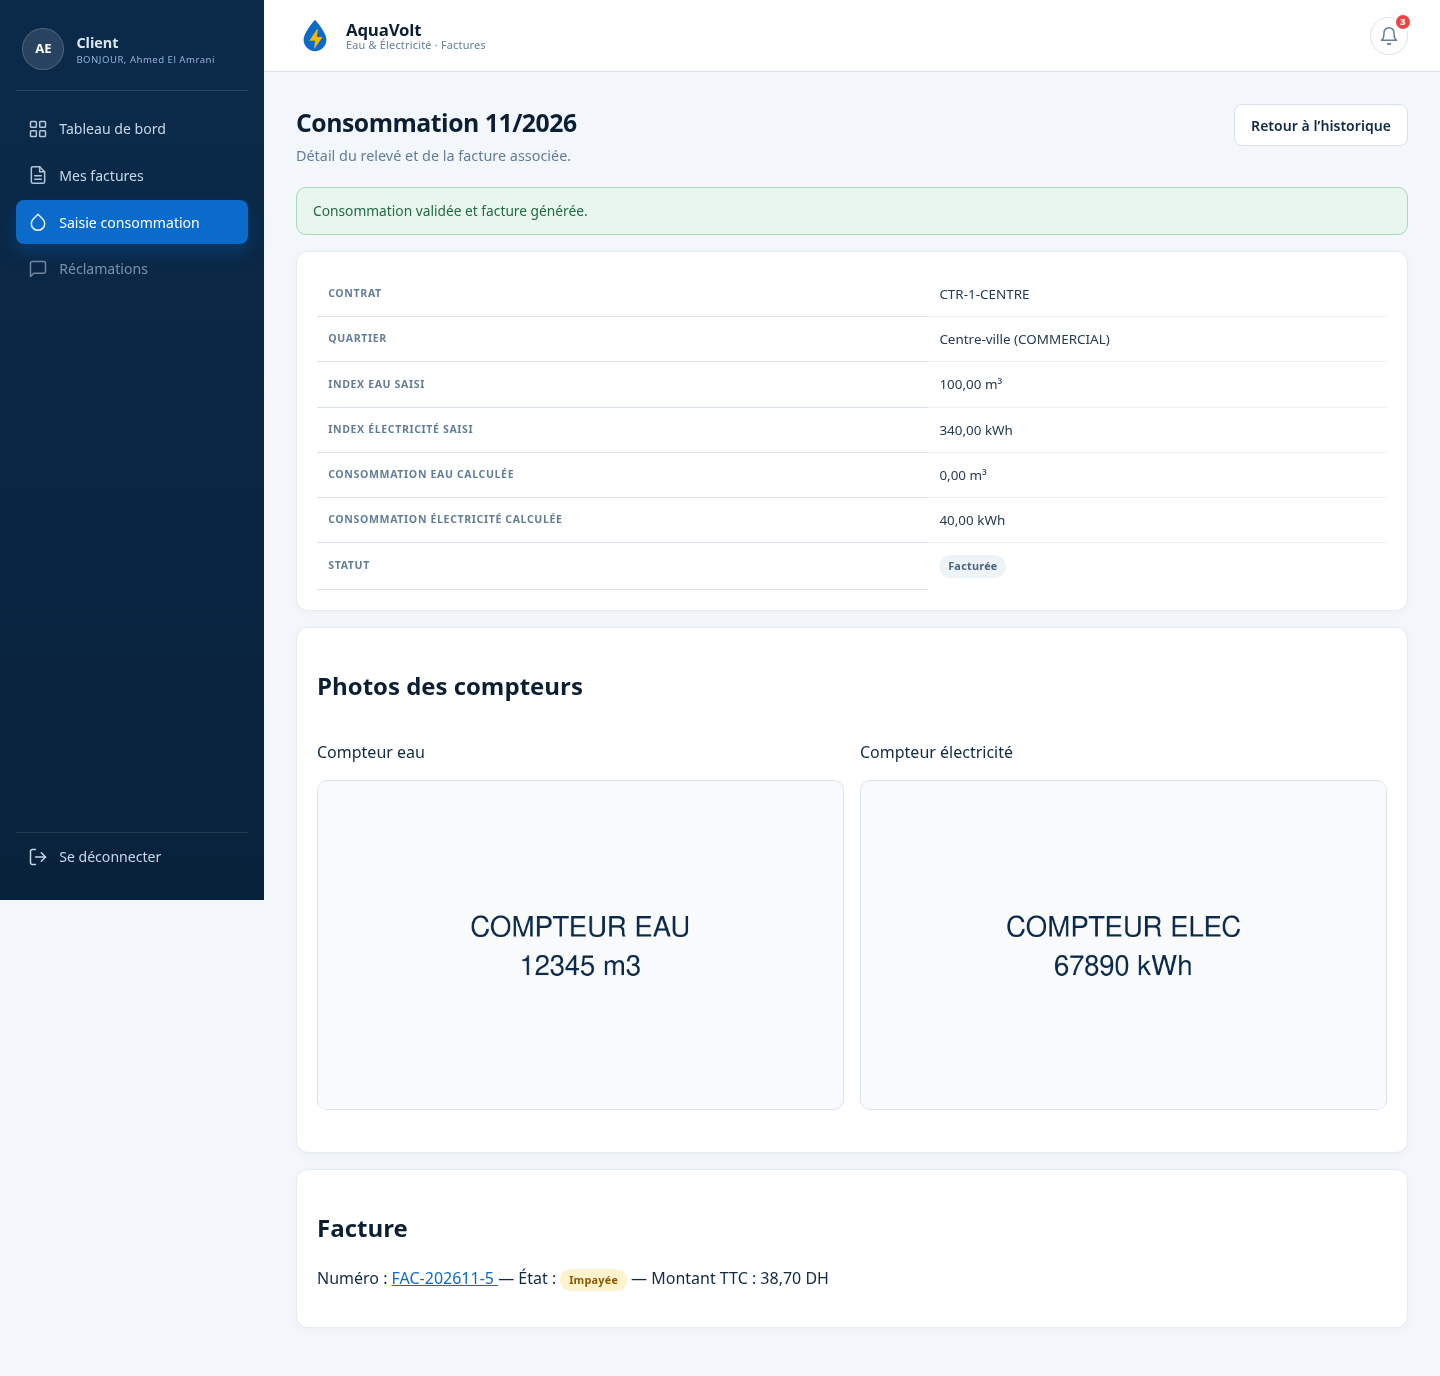 AE
Client
BONJOUR, Ahmed El Amrani
Tableau de bord
Mes factures
Saisie consommation
Réclamations
Se déconnecter
AquaVolt
Eau & Électricité · Factures
3
Consommation 11/2026
Détail du relevé et de la facture associée.
Retour à l’historique
Consommation validée et facture générée.
CONTRAT CTR-1-CENTRE
QUARTIER Centre-ville (COMMERCIAL)
INDEX EAU SAISI 100,00 m³
INDEX ÉLECTRICITÉ SAISI 340,00 kWh
CONSOMMATION EAU CALCULÉE 0,00 m³
CONSOMMATION ÉLECTRICITÉ CALCULÉE 40,00 kWh
STATUT Facturée
Photos des compteurs
Compteur eau
COMPTEUR EAU
12345 m3
Compteur électricité
COMPTEUR ELEC
67890 kWh
Facture
Numéro : FAC-202611-5 — État : Impayée — Montant TTC : 38,70 DH